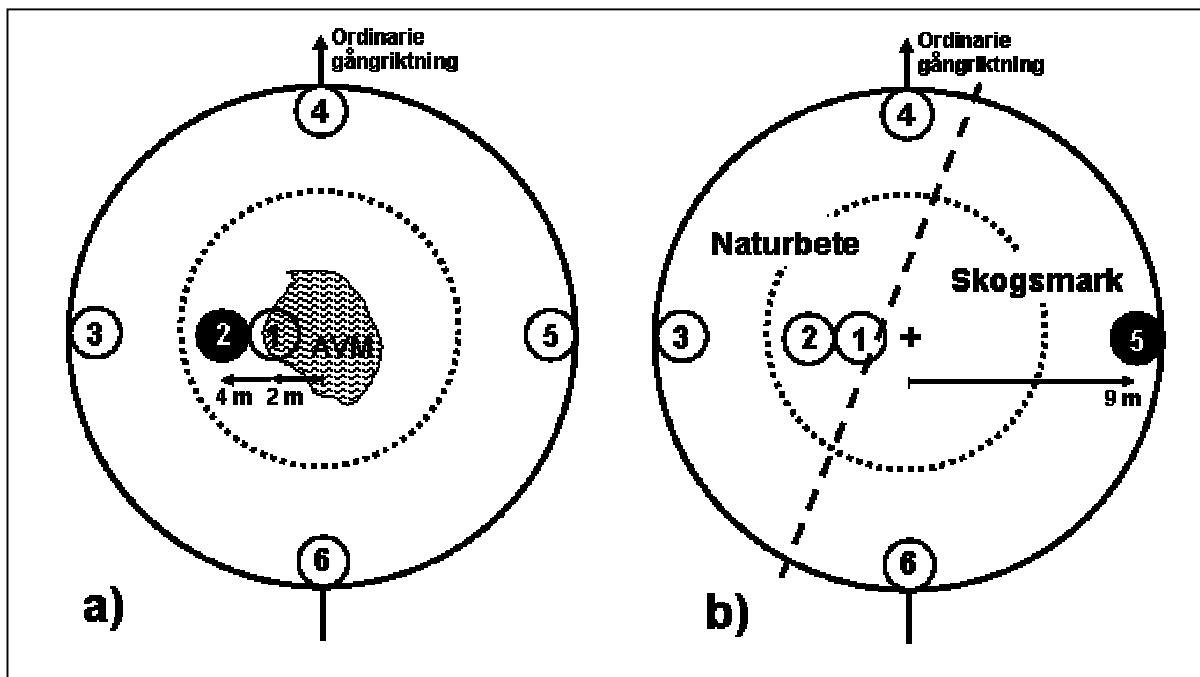 Ordinarie
gångriktning
4
3
2
1
AVM
5
4 m 2 m
6
a)
Ordinarie
gångriktning
4
Naturbete
Skogsmark
3
2
1
+
5
9 m
6
b)